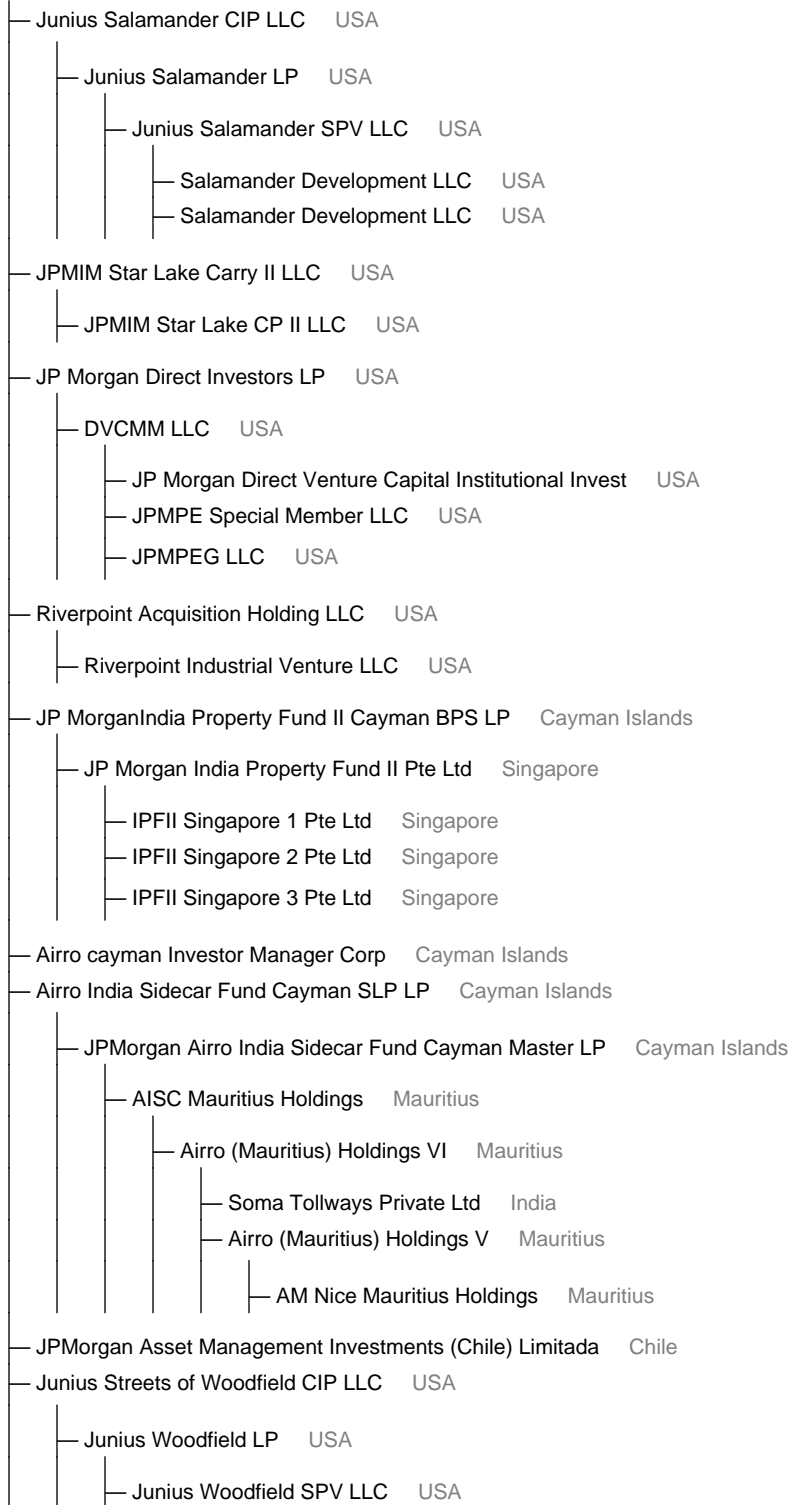 Junius Salamander CIP LLC USA
Junius Salamander LP USA
Junius Salamander SPV LLC USA
Salamander Development LLC USA
Salamander Development LLC USA
JPMIM Star Lake Carry II LLC USA
JPMIM Star Lake CP II LLC USA
JP Morgan Direct Investors LP USA
DVCMM LLC USA
JP Morgan Direct Venture Capital Institutional Invest USA
JPMPE Special Member LLC USA
JPMPEG LLC USA
Riverpoint Acquisition Holding LLC USA
Riverpoint Industrial Venture LLC USA
JP MorganIndia Property Fund II Cayman BPS LP Cayman Islands
JP Morgan India Property Fund II Pte Ltd Singapore
IPFII Singapore 1 Pte Ltd Singapore
IPFII Singapore 2 Pte Ltd Singapore
IPFII Singapore 3 Pte Ltd Singapore
Airro cayman Investor Manager Corp Cayman Islands
Airro India Sidecar Fund Cayman SLP LP Cayman Islands
JPMorgan Airro India Sidecar Fund Cayman Master LP Cayman Islands
AISC Mauritius Holdings Mauritius
Airro (Mauritius) Holdings VI Mauritius
Soma Tollways Private Ltd India
Airro (Mauritius) Holdings V Mauritius
AM Nice Mauritius Holdings Mauritius
JPMorgan Asset Management Investments (Chile) Limitada Chile
Junius Streets of Woodfield CIP LLC USA
Junius Woodfield LP USA
Junius Woodfield SPV LLC USA